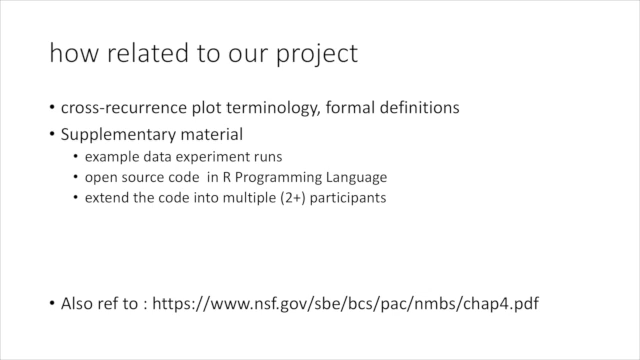 how related to our project
• cross-recurrence plot terminology, formal definitions
• Supplementary material
• example data experiment runs
• open source code in R Programming Language
• extend the code into multiple (2+) participants
• Also ref to : https://www.nsf.gov/sbe/bcs/pac/nmbs/chap4.pdf